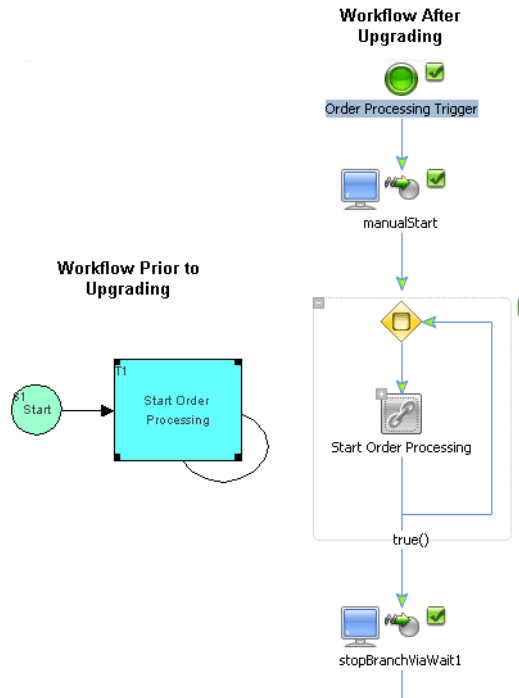 Workflow After
Upgrading
Order Processing Trigger
manualStart
Workflow Prior to
Upgrading
S1
Start
T1
Start Order
Processing
Start Order Processing
true()
stopBranchViaWait1